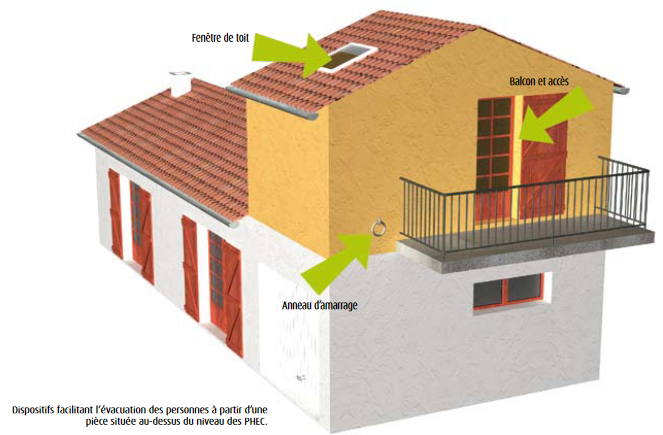 Fenêtre de toit
Balcon et accès
Anneau d'amarrage
Dispositifs facilitant l'évacuation des personnes à partir d'une
pièce située au-dessus du niveau des PHEC.